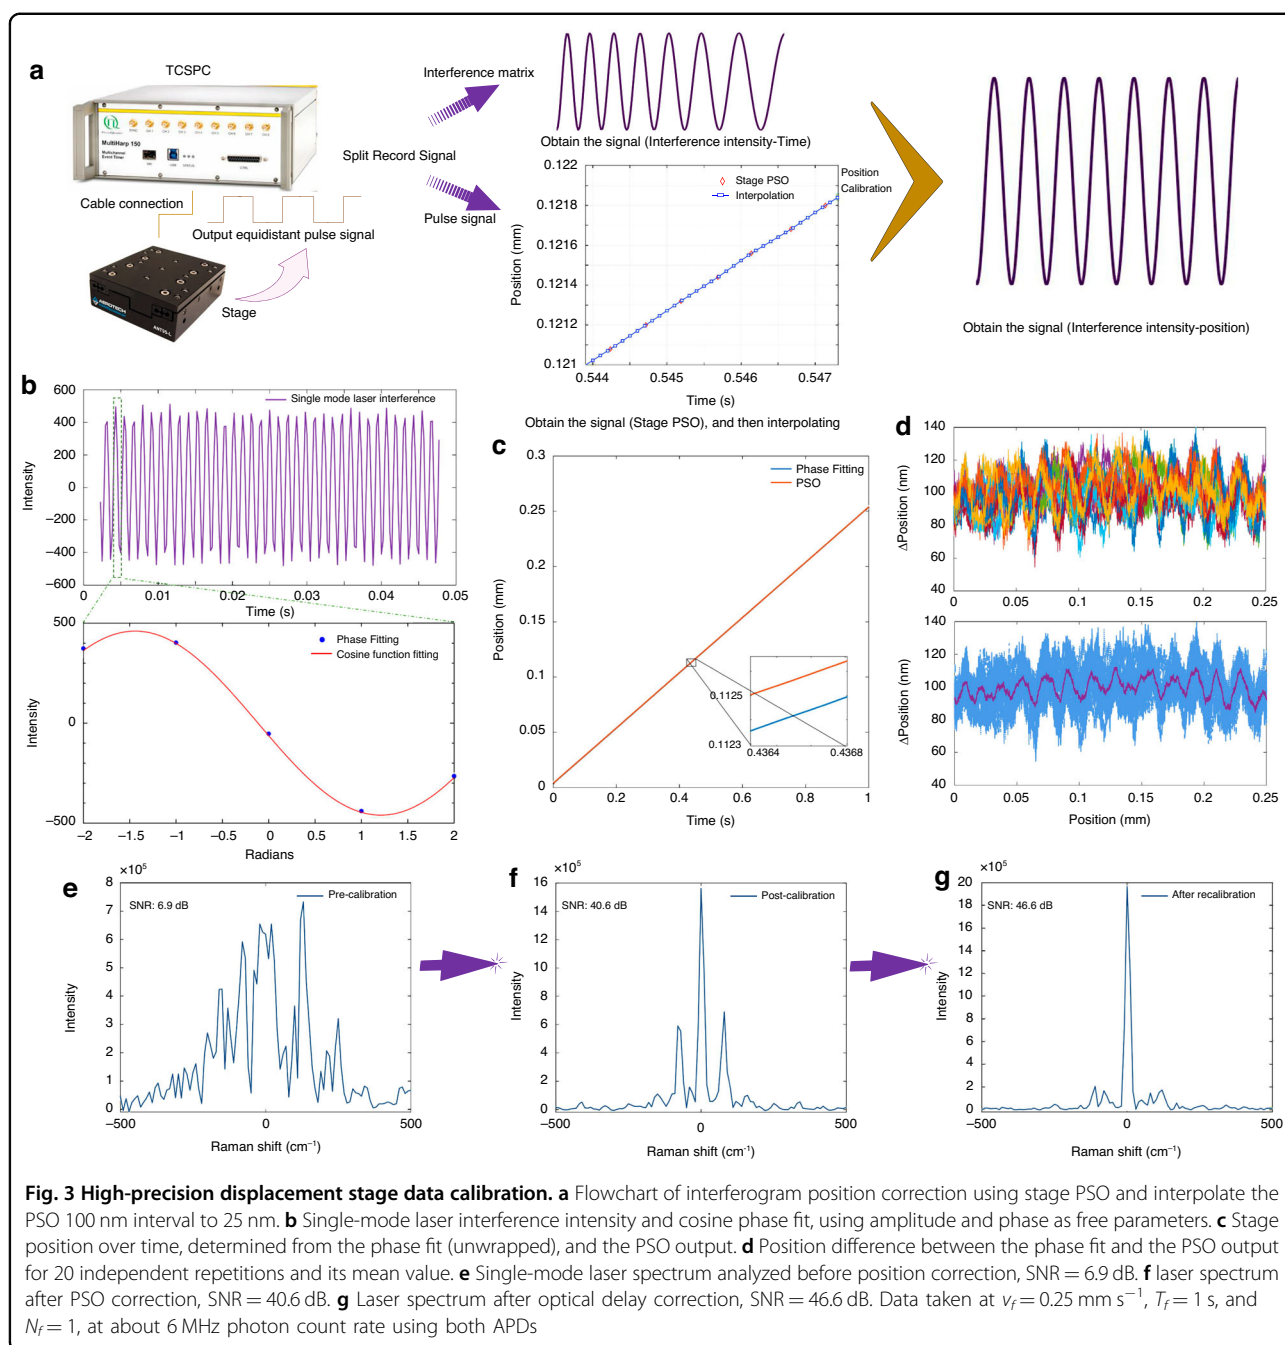 a
TCSPC
MultiHarp 150
Multichannel
Event Timer
Cable connection
Output equidistant pulse signal
Stage
AEROTECH
ANT95-L
Split Record Signal
Interference matrix
Pulse signal
Obtain the signal (Interference intensity-Time)
0.122
0.1218
0.1216
0.1214
0.1212
0.121
Position (mm)
Stage PSO
Interpolation
Position
Calibration
0.544
0.545
0.546
0.547
Time (s)
Obtain the signal (Stage PSO), and then interpolating
Obtain the signal (Interference intensity-position)
b
600
400
200
0
−200
−400
−600
Intensity
Single mode laser interference
0
0.01
0.02
0.03
0.04
0.05
Time (s)
500
0
−500
Intensity
Phase Fitting
Cosine function fitting
−2
−1.5
−1
−0.5
0
0.5
1
1.5
2
Radians
c
0.3
0.25
0.2
0.15
0.1
0.05
0
Position (mm)
Phase Fitting
PSO
0.1125
0.1123
0.4364
0.4368
0
0.2
0.4
0.6
0.8
1
Time (s)
d
140
120
100
80
60
40
ΔPosition (nm)
0
0.05
0.1
0.15
0.2
0.25
140
120
100
80
60
40
ΔPosition (nm)
0
0.05
0.1
0.15
0.2
0.25
Position (mm)
e
×10⁵
8
7
6
5
4
3
2
1
0
Intensity
SNR: 6.9 dB
Pre-calibration
−500
0
500
Raman shift (cm⁻¹)
f
×10⁵
16
14
12
10
8
6
4
2
0
Intensity
SNR: 40.6 dB
Post-calibration
−500
0
500
Raman shift (cm⁻¹)
g
×10⁵
20
18
16
14
12
10
8
6
4
2
0
Intensity
SNR: 46.6 dB
After recalibration
−500
0
500
Raman shift (cm⁻¹)
Fig. 3 High-precision displacement stage data calibration. a Flowchart of interferogram position correction using stage PSO and interpolate the
PSO 100 nm interval to 25 nm. b Single-mode laser interference intensity and cosine phase fit, using amplitude and phase as free parameters. c Stage
position over time, determined from the phase fit (unwrapped), and the PSO output. d Position difference between the phase fit and the PSO output
for 20 independent repetitions and its mean value. e Single-mode laser spectrum analyzed before position correction, SNR = 6.9 dB. f laser spectrum
after PSO correction, SNR = 40.6 dB. g Laser spectrum after optical delay correction, SNR = 46.6 dB. Data taken at v_f = 0.25 mm s⁻¹, T_f = 1 s, and
N_f = 1, at about 6 MHz photon count rate using both APDs